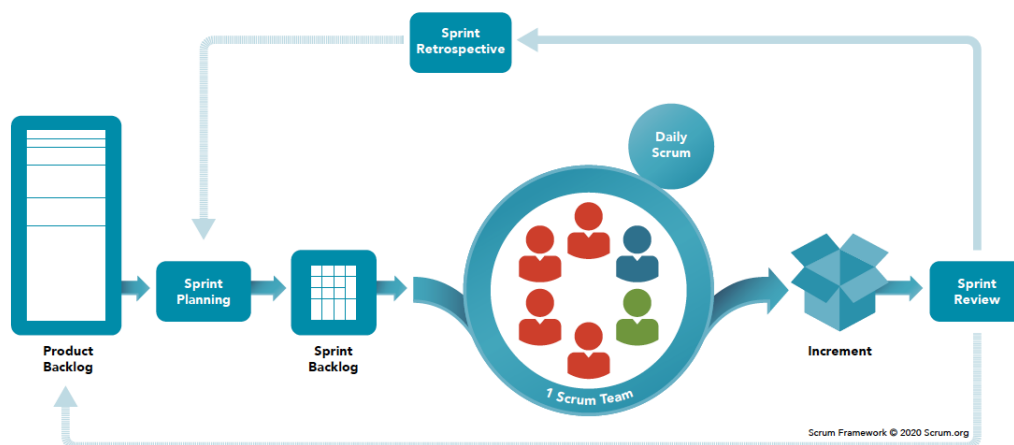 Sprint
Retrospective
Daily
Scrum
Sprint
Planning
Sprint
Review
Product
Backlog
Sprint
Backlog
1 Scrum Team
Increment
Scrum Framework © 2020 Scrum.org